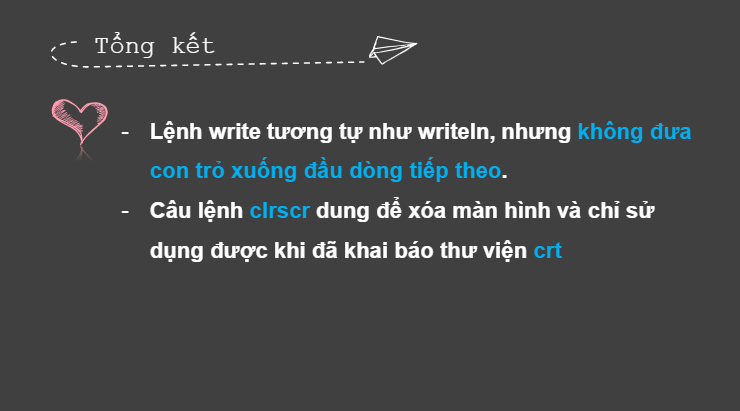 Tổng kết
- Lệnh write tương tự như writeln, nhưng không đưa
con trỏ xuống đầu dòng tiếp theo.
- Câu lệnh clrscr dung để xóa màn hình và chỉ sử
dụng được khi đã khai báo thư viện crt